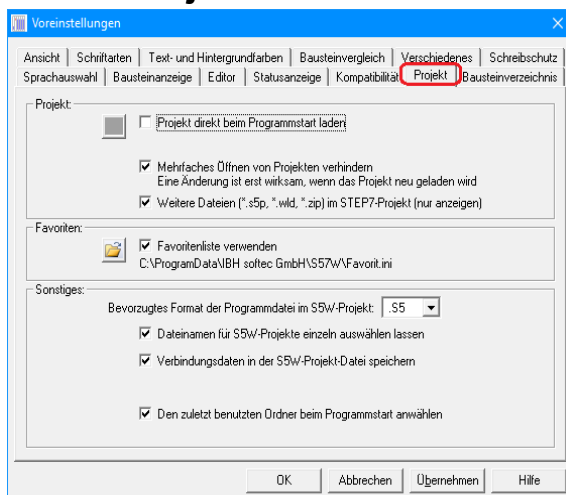 Voreinstellungen
Ansicht Schriftarten Text- und Hintergrundfarben Bausteinvergleich Verschiedenes Schreibschutz
Sprachauswahl Bausteinanzeige Editor Statusanzeige Kompatibilität Projekt Bausteinverzeichnis
Projekt:
Projekt direkt beim Programmstart laden
Mehrfaches Öffnen von Projekten verhindern
Eine Änderung ist erst wirksam, wenn das Projekt neu geladen wird
Weitere Dateien (*.s5p, *.wld, *.zip) im STEP7-Projekt (nur anzeigen)
Favoriten:
Favoritenliste verwenden
C:\ProgramData\IBH softec GmbH\S57W\Favorit.ini
Sonstiges:
Bevorzugtes Format der Programmdatei im S5W-Projekt: .S5
Dateinamen für S5W-Projekte einzeln auswählen lassen
Verbindungsdaten in der S5W-Projekt-Datei speichern
Den zuletzt benutzten Ordner beim Programmstart anwählen
OK Abbrechen Übernehmen Hilfe